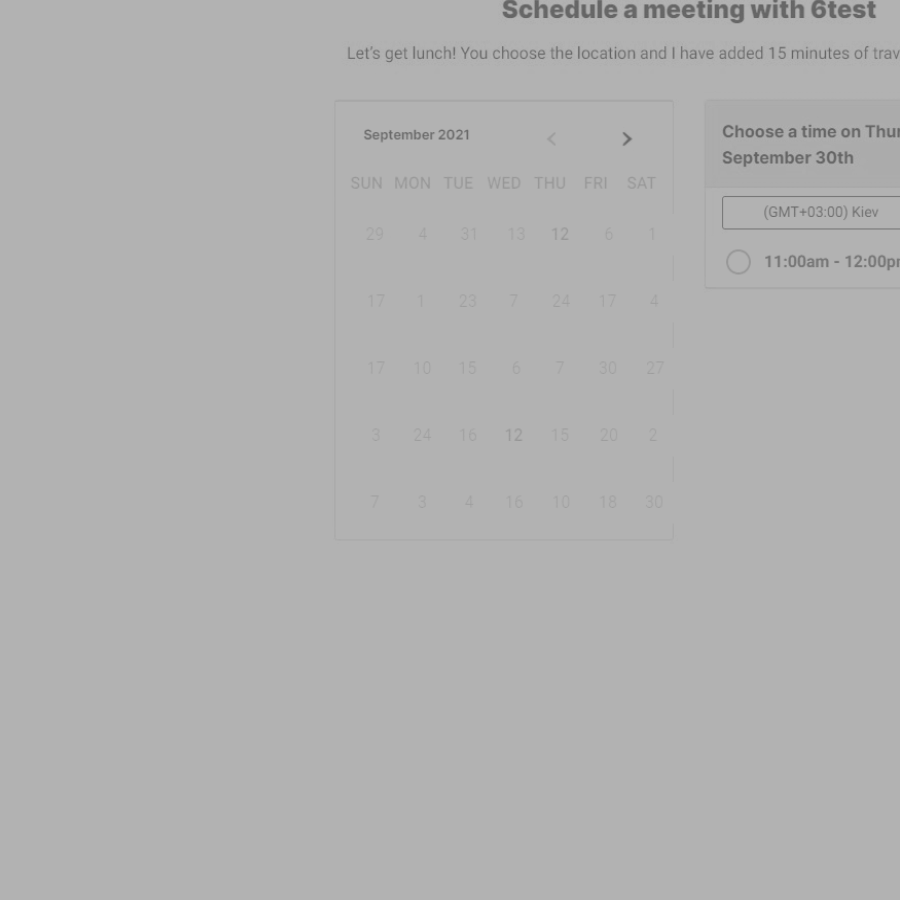 Schedule a meeting with 6test
Let's get lunch! You choose the location and I have added 15 minutes of trav
September 2021
SUN MON TUE WED THU FRI SAT
29 4 31 13 12 6 1
17 1 23 7 24 17 4
17 10 15 6 7 30 27
3 24 16 12 15 20 2
7 3 4 16 10 18 30
Choose a time on Thur
September 30th
(GMT+03:00) Kiev
11:00am - 12:00pm